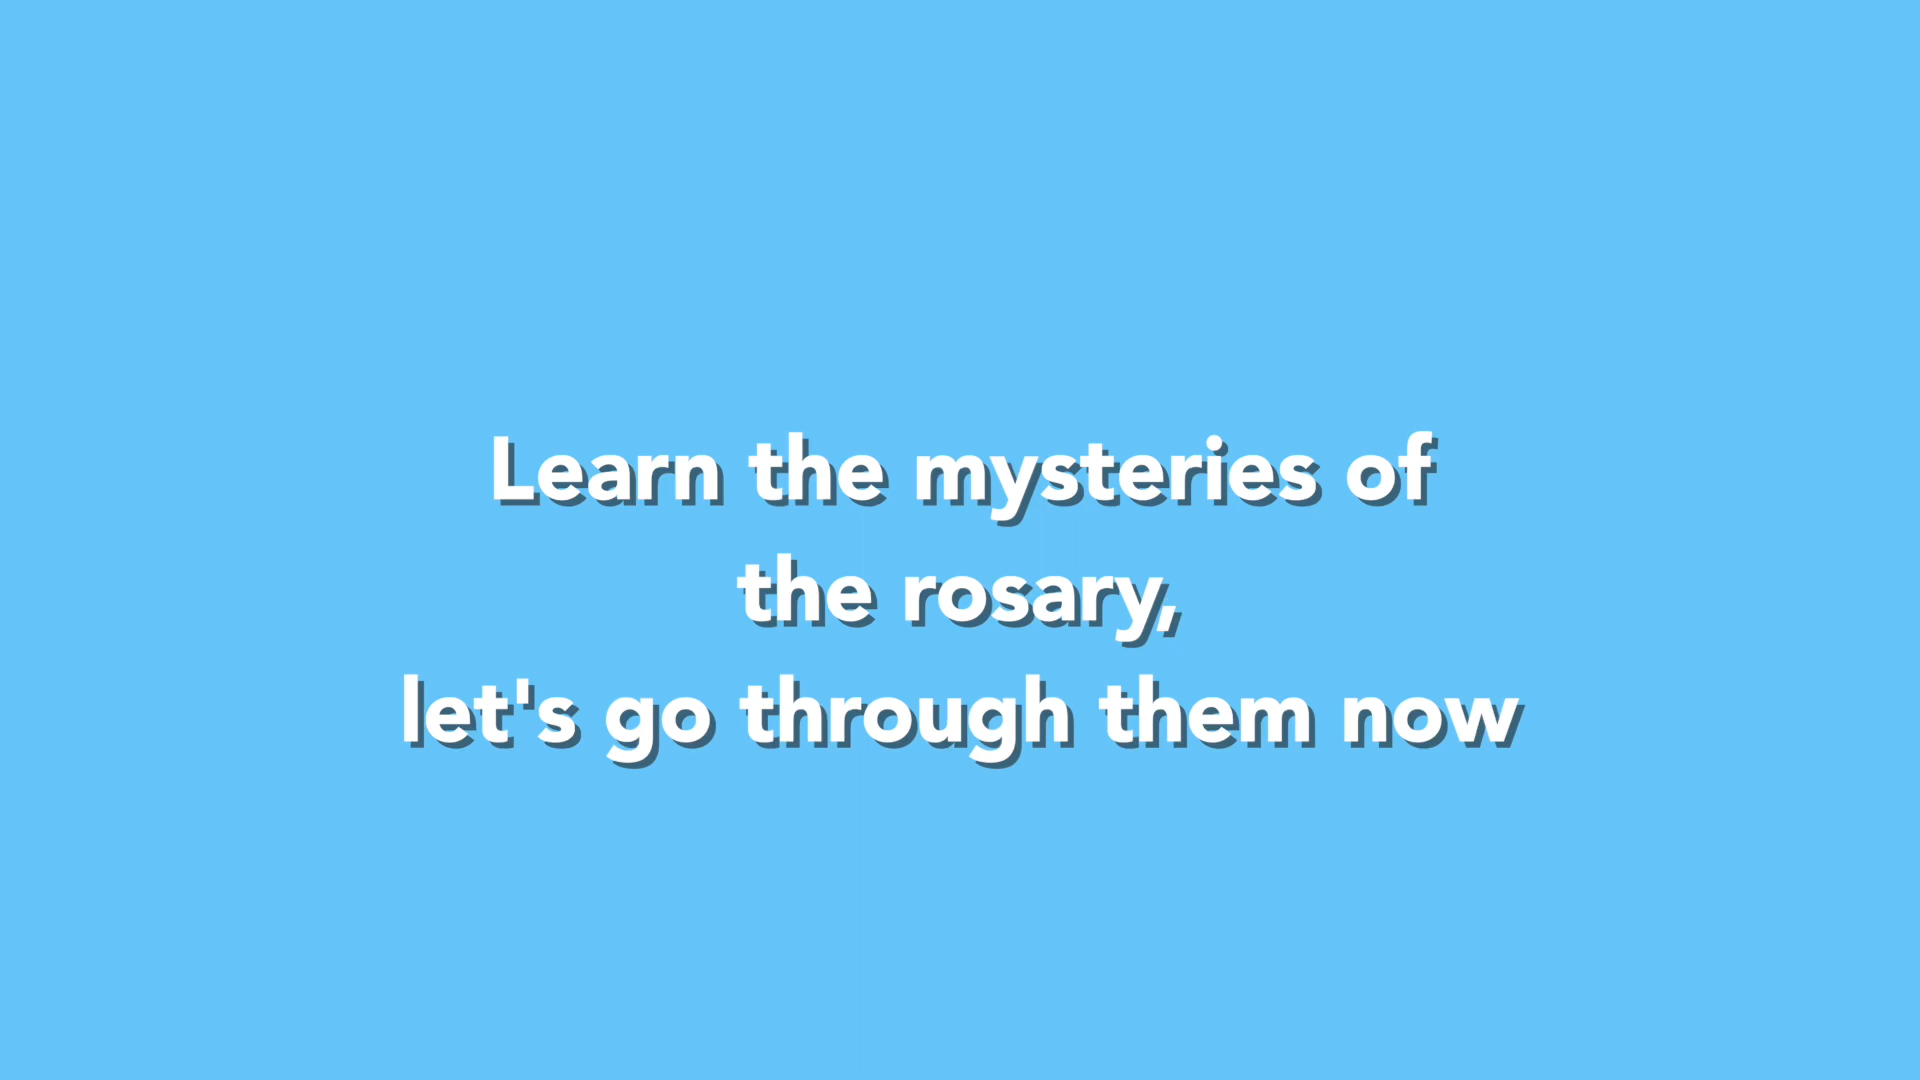 Learn the mysteries of
the rosary,
let's go through them now